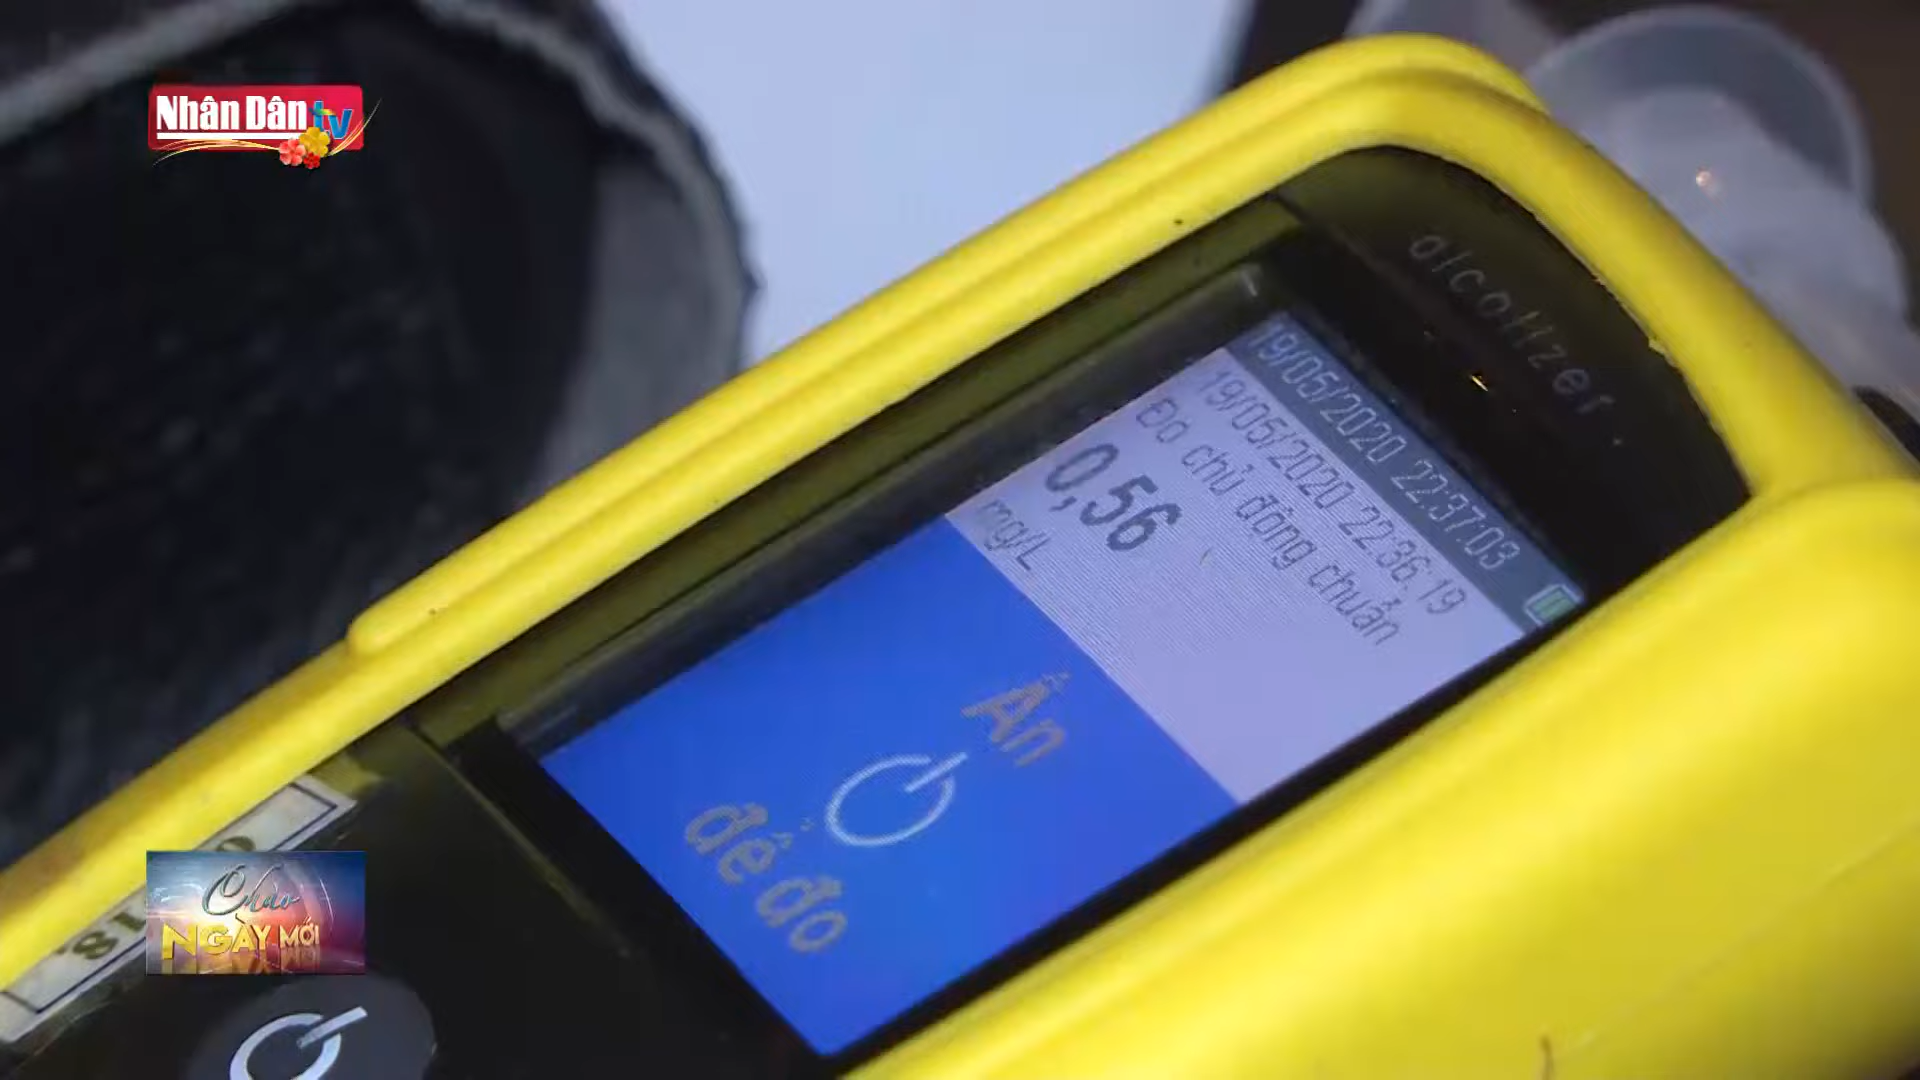 Nhân Dân tv
alcolizer
19/05/2020 22:37:03
19/05/2020 22:36:19
Đo chủ động chuẩn
0,56
mg/L
Ấn
để đo
Chào
NGÀY MỚI